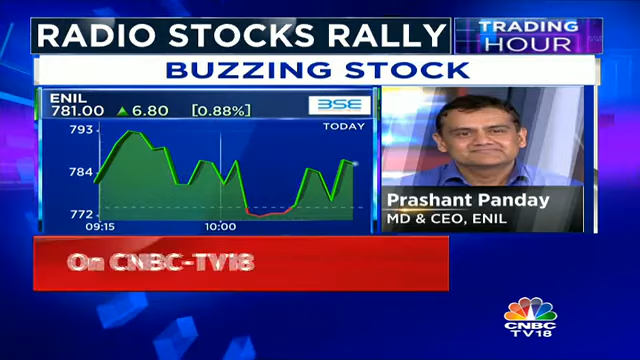 RADIO STOCKS RALLY
TRADING
HOUR
BUZZING STOCK
ENIL
781.00 ▲ 6.80 [0.88%]
BSE
TODAY
793
784
772
09:15 10:00
Prashant Panday
MD & CEO, ENIL
On CNBC-TV18
CNBC
TV18